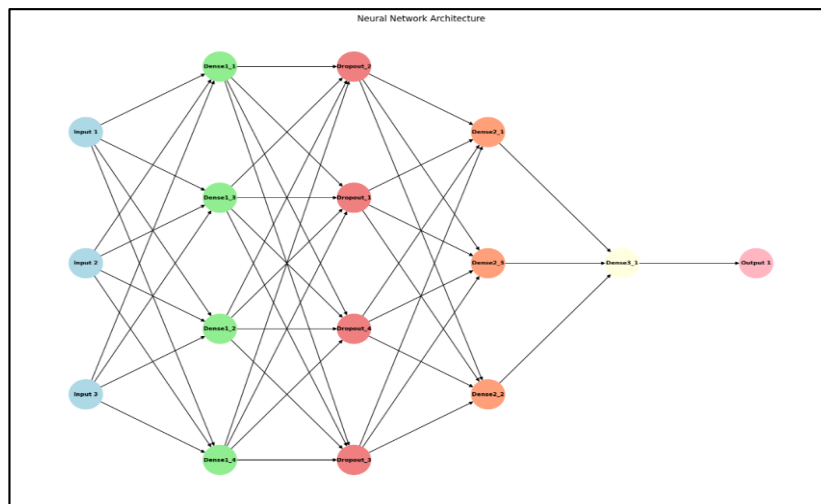 Neural Network Architecture
Input 1
Input 2
Input 3
Dense1_1
Dense1_3
Dense1_2
Dense1_4
Dropout_2
Dropout_1
Dropout_4
Dropout_3
Dense2_1
Dense2_3
Dense2_2
Dense3_1
Output 1